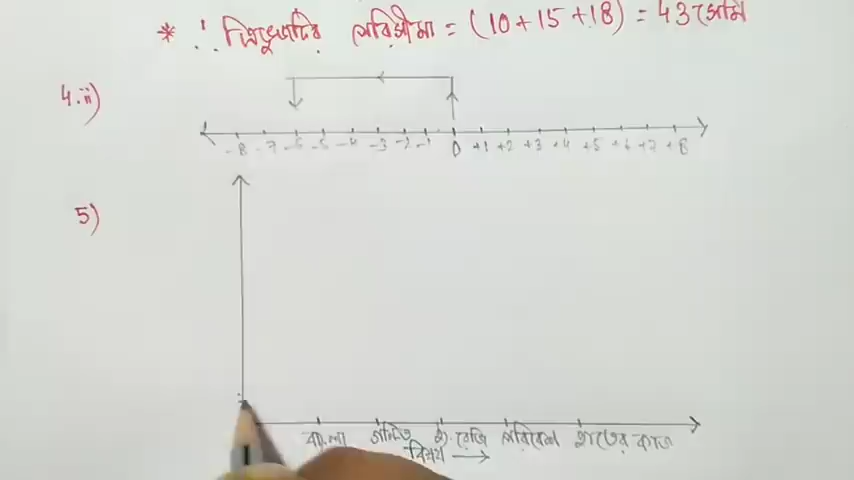 * ∴ ত্রিভুজটির পরিসীমা = (10+15+18) = 43 সেমি
4.ii)
-8 -7 -6 -5 -4 -3 -2 -1 0 +1 +2 +3 +4 +5 +6 +7 +8
5)
বাংলা গণিত ইংরেজি পরিবেশ হাতের কাজ
বিষয় →